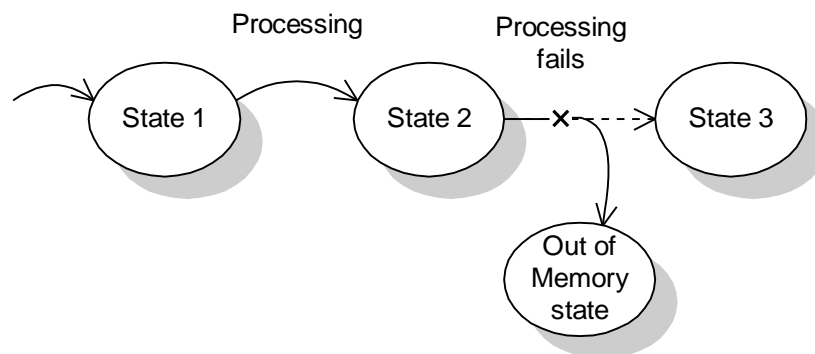 Processing
Processing
fails
State 1
State 2
State 3
Out of
Memory
state